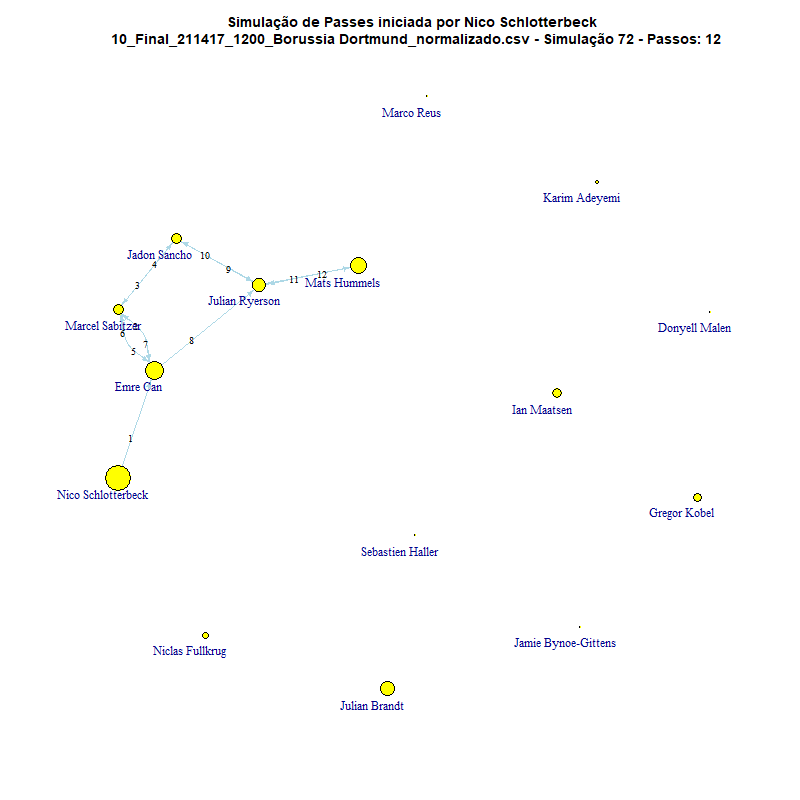 Simulação de Passes iniciada por Nico Schlotterbeck
10_Final_211417_1200_Borussia Dortmund_normalizado.csv - Simulação 72 - Passos: 12
Marco Reus
Karim Adeyemi
Jadon Sancho
10
4
9
11
12
Mats Hummels
3
Julian Ryerson
Marcel Sabitzer
6
Donyell Malen
7
8
5
Emre Can
Ian Maatsen
1
Nico Schlotterbeck
Gregor Kobel
Sebastien Haller
Niclas Fullkrug
Jamie Bynoe-Gittens
Julian Brandt